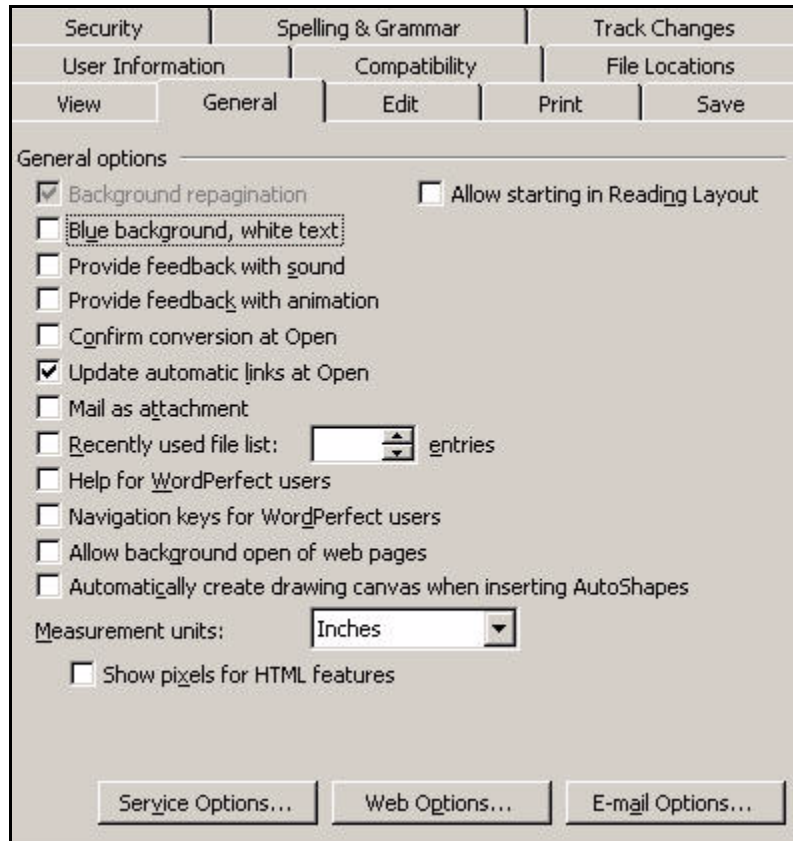 Security Spelling & Grammar Track Changes
User Information Compatibility File Locations
View General Edit Print Save
General options
Background repagination Allow starting in Reading Layout
Blue background, white text
Provide feedback with sound
Provide feedback with animation
Confirm conversion at Open
Update automatic links at Open
Mail as attachment
Recently used file list: entries
Help for WordPerfect users
Navigation keys for WordPerfect users
Allow background open of web pages
Automatically create drawing canvas when inserting AutoShapes
Measurement units: Inches
Show pixels for HTML features
Service Options... Web Options... E-mail Options...